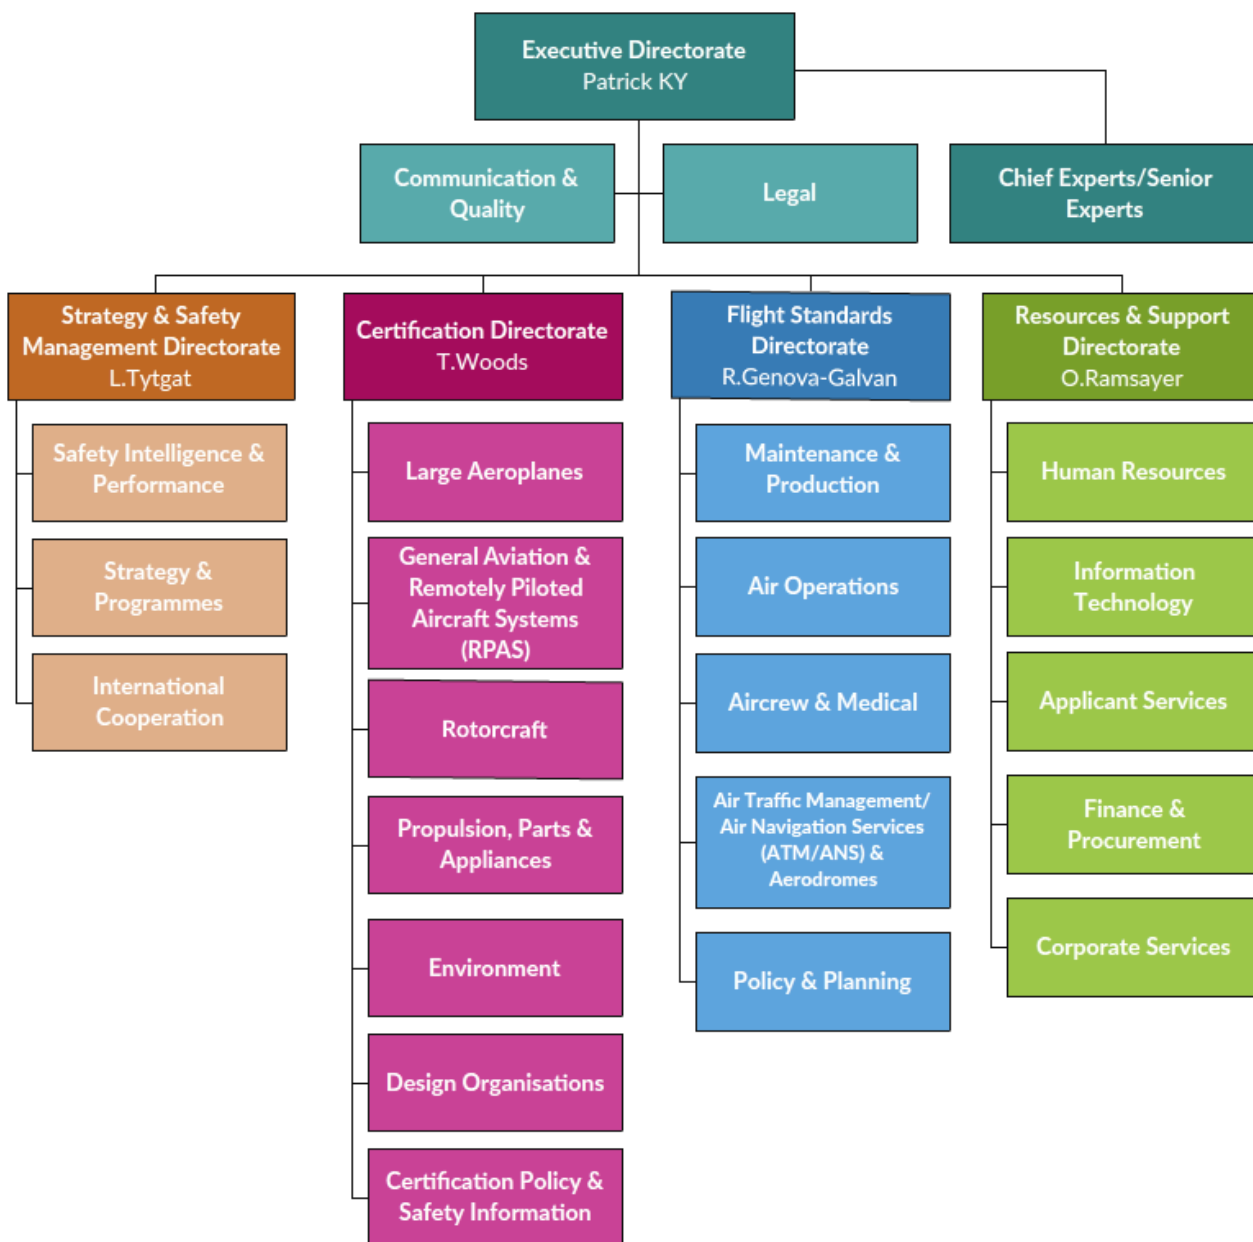 Executive Directorate
Patrick KY
Communication &
Quality
Legal
Chief Experts/Senior
Experts
Strategy & Safety
Management Directorate
L.Tytgat
Safety Intelligence &
Performance
Strategy &
Programmes
International
Cooperation
Certification Directorate
T.Woods
Large Aeroplanes
General Aviation &
Remotely Piloted
Aircraft Systems
(RPAS)
Rotorcraft
Propulsion, Parts &
Appliances
Environment
Design Organisations
Certification Policy &
Safety Information
Flight Standards
Directorate
R.Genova-Galvan
Maintenance &
Production
Air Operations
Aircrew & Medical
Air Traffic Management/
Air Navigation Services
(ATM/ANS) &
Aerodromes
Policy & Planning
Resources & Support
Directorate
O.Ramsayer
Human Resources
Information
Technology
Applicant Services
Finance &
Procurement
Corporate Services